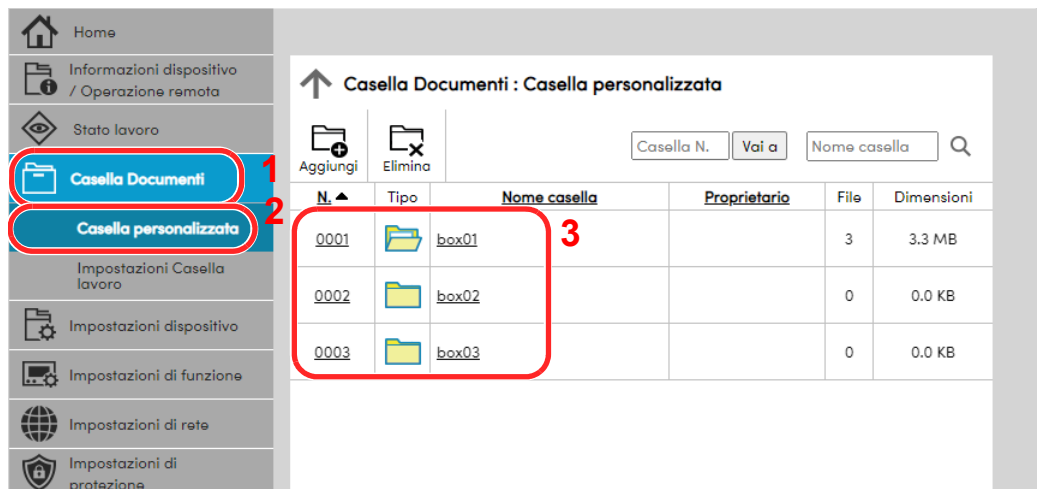 Home
Informazioni dispositivo
/ Operazione remota
Stato lavoro
Casella Documenti
1
Casella personalizzata
2
Impostazioni Casella
lavoro
Impostazioni dispositivo
Impostazioni di funzione
Impostazioni di rete
Impostazioni di
protezione
Casella Documenti : Casella personalizzata
Aggiungi Elimina Casella N. Vai a Nome casella
N. Tipo Nome casella Proprietario File Dimensioni
0001 box01 3 3 3.3 MB
0002 box02 0 0.0 KB
0003 box03 0 0.0 KB